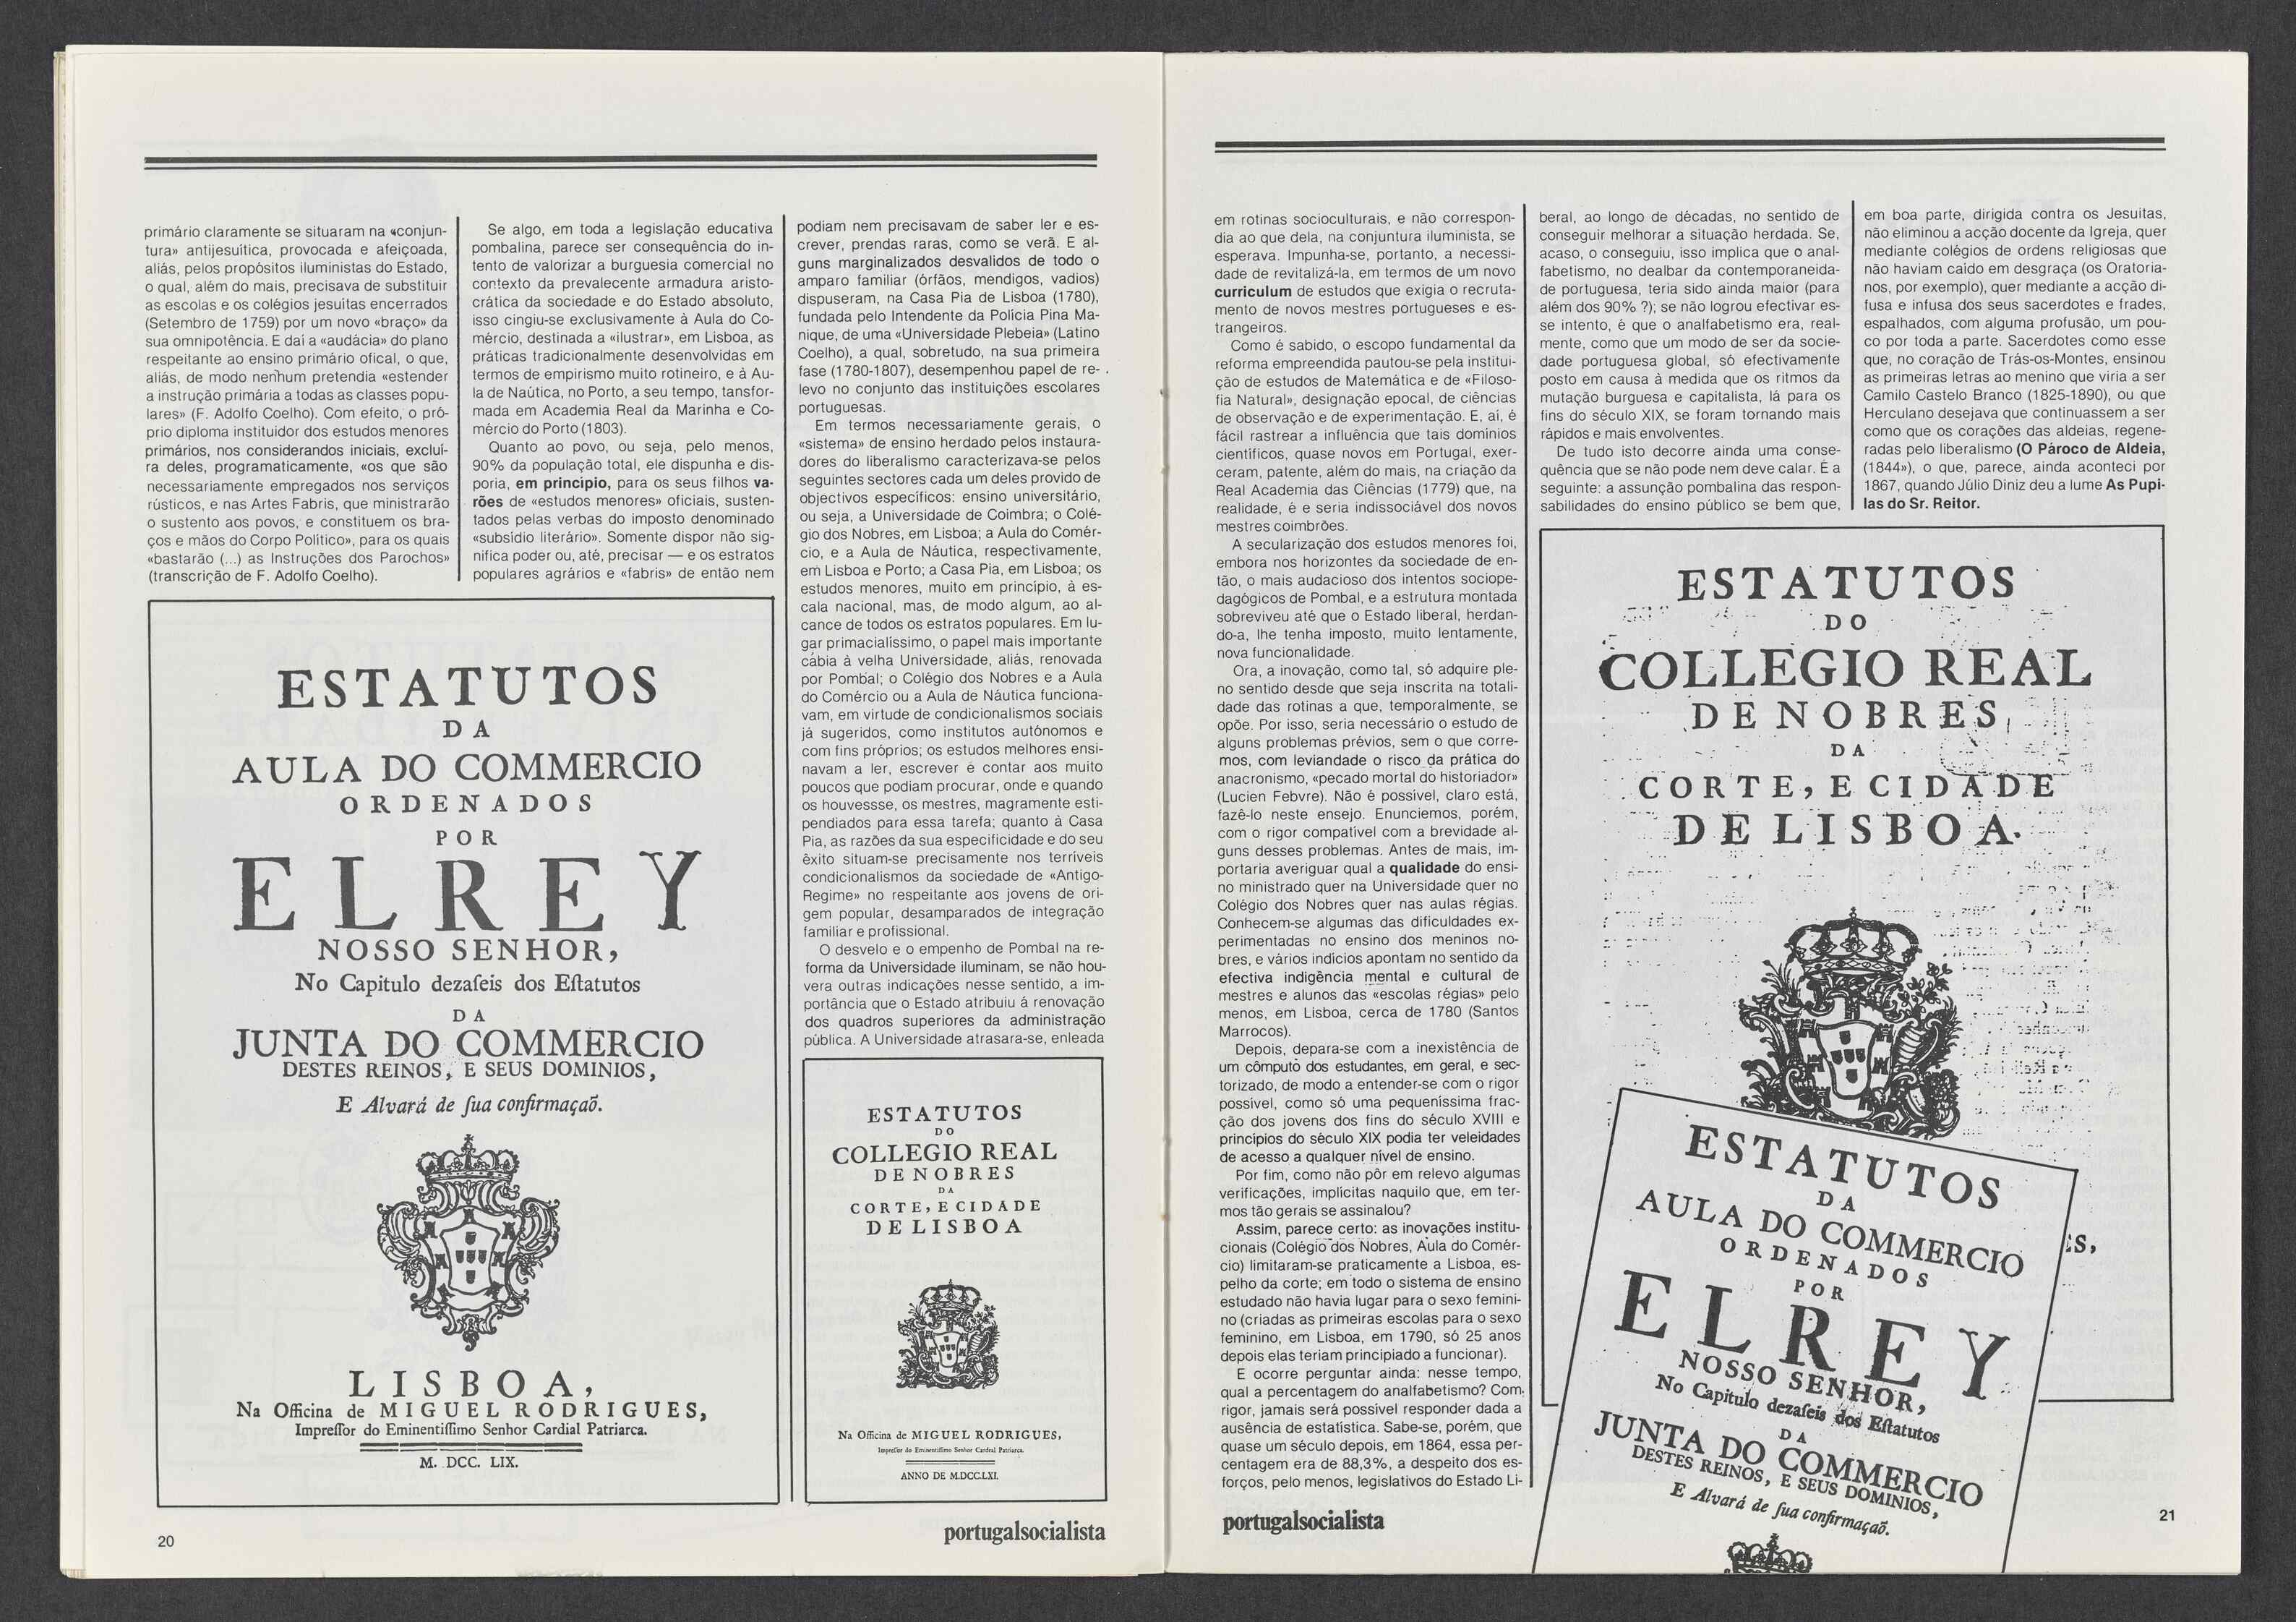 primário claramente se situaram na «conjun-
tura» antijesuítica, provocada e afeiçoada,
aliás, pelos propósitos iluministas do Estado,
o qual, além do mais, precisava de substituir
as escolas e os colégios jesuítas encerrados
(Setembro de 1759) por um novo «braço» da
sua omnipotência. E daí a «audácia» do plano
respeitante ao ensino primário ofical, o que,
aliás, de modo nenhum pretendia «estender
a instrução primária a todas as classes popu-
lares» (F. Adolfo Coelho). Com efeito, o pró-
prio diploma instituidor dos estudos menores
primários, nos considerandos iniciais, excluí-
ra deles, programaticamente, «os que são
necessariamente empregados nos serviços
rústicos, e nas Artes Fabris, que ministrarão
o sustento aos povos, e constituem os bra-
ços e mãos do Corpo Político», para os quais
«bastarão (...) as Instruções dos Parochos»
(transcrição de F. Adolfo Coelho).
Se algo, em toda a legislação educativa
pombalina, parece ser consequência do in-
tento de valorizar a burguesia comercial no
contexto da prevalecente armadura aristo-
crática da sociedade e do Estado absoluto,
isso cingiu-se exclusivamente à Aula do Co-
mércio, destinada a «ilustrar», em Lisboa, as
práticas tradicionalmente desenvolvidas em
termos de empirismo muito rotineiro, e à Au-
la de Naútica, no Porto, a seu tempo, tansfor-
mada em Academia Real da Marinha e Co-
mércio do Porto (1803).
Quanto ao povo, ou seja, pelo menos,
90% da população total, ele dispunha e dis-
poria, em princípio, para os seus filhos va-
rões de «estudos menores» oficiais, susten-
tados pelas verbas do imposto denominado
«subsídio literário». Somente dispor não sig-
nifica poder ou, até, precisar — e os estratos
populares agrários e «fabris» de então nem
podiam nem precisavam de saber ler e es-
crever, prendas raras, como se verá. E al-
guns marginalizados desvalidos de todo o
amparo familiar (órfãos, mendigos, vadios)
dispuseram, na Casa Pia de Lisboa (1780),
fundada pelo Intendente da Polícia Pina Ma-
nique, de uma «Universidade Plebeia» (Latino
Coelho), a qual, sobretudo, na sua primeira
fase (1780-1807), desempenhou papel de re-
levo no conjunto das instituições escolares
portuguesas.
Em termos necessariamente gerais, o
«sistema» de ensino herdado pelos instaura-
dores do liberalismo caracterizava-se pelos
seguintes sectores cada um deles provido de
objectivos específicos: ensino universitário,
ou seja, a Universidade de Coimbra; o Colé-
gio dos Nobres, em Lisboa; a Aula do Comér-
cio, e a Aula de Náutica, respectivamente,
em Lisboa e Porto; a Casa Pia, em Lisboa; os
estudos menores, muito em princípio, à es-
cala nacional, mas, de modo algum, ao al-
cance de todos os estratos populares. Em lu-
gar primacialíssimo, o papel mais importante
cabia à velha Universidade, aliás, renovada
por Pombal; o Colégio dos Nobres e a Aula
do Comércio ou a Aula de Náutica funciona-
vam, em virtude de condicionalismos sociais
já sugeridos, como institutos autónomos e
com fins próprios; os estudos melhores ensi-
navam a ler, escrever e contar aos muito
poucos que podiam procurar, onde e quando
os houvessse, os mestres, magramente esti-
pendiados para essa tarefa; quanto à Casa
Pia, as razões da sua especificidade e do seu
êxito situam-se precisamente nos terríveis
condicionalismos da sociedade de «Antigo-
Regime» no respeitante aos jovens de ori-
gem popular, desamparados de integração
familiar e profissional.
O desvelo e o empenho de Pombal na re-
forma da Universidade iluminam, se não hou-
vera outras indicações nesse sentido, a im-
portância que o Estado atribuiu á renovação
dos quadros superiores da administração
pública. A Universidade atrasara-se, enleada
ESTATUTOS
DA
AULA DO COMMERCIO
ORDENADOS
POR
ELREY
NOSSO SENHOR,
No Capitulo dezaſeis dos Eſtatutos
DA
JUNTA DO COMMERCIO
DESTES REINOS, E SEUS DOMINIOS,
E Alvará de ſua confirmaçaõ.
LISBOA,
Na Officina de MIGUEL RODRIGUES,
Impreſſor do Eminentiſſimo Senhor Cardial Patriarca.
M. DCC. LIX.
ESTATUTOS
DO
COLLEGIO REAL
DE NOBRES
DA
CORTE, E CIDADE
DE LISBOA
Na Officina de MIGUEL RODRIGUES,
Impreſſor do Eminentiſſimo Senhor Cardeal Patriarca.
ANNO DE M.DCC.LXI.
20
portugalsocialista
em rotinas socioculturais, e não correspon-
dia ao que dela, na conjuntura iluminista, se
esperava. Impunha-se, portanto, a necessi-
dade de revitalizá-la, em termos de um novo
curriculum de estudos que exigia o recruta-
mento de novos mestres portugueses e es-
trangeiros.
Como é sabido, o escopo fundamental da
reforma empreendida pautou-se pela institui-
ção de estudos de Matemática e de «Filoso-
fia Natural», designação epocal, de ciências
de observação e de experimentação. E, aí, é
fácil rastrear a influência que tais domínios
científicos, quase novos em Portugal, exer-
ceram, patente, além do mais, na criação da
Real Academia das Ciências (1779) que, na
realidade, é e seria indissociável dos novos
mestres coimbrões.
A secularização dos estudos menores foi,
embora nos horizontes da sociedade de en-
tão, o mais audacioso dos intentos sociope-
dagógicos de Pombal, e a estrutura montada
sobreviveu até que o Estado liberal, herdan-
do-a, lhe tenha imposto, muito lentamente,
nova funcionalidade.
Ora, a inovação, como tal, só adquire ple-
no sentido desde que seja inscrita na totali-
dade das rotinas a que, temporalmente, se
opõe. Por isso, seria necessário o estudo de
alguns problemas prévios, sem o que corre-
mos, com leviandade o risco da prática do
anacronismo, «pecado mortal do historiador»
(Lucien Febvre). Não é possível, claro está,
fazê-lo neste ensejo. Enunciemos, porém,
com o rigor compatível com a brevidade al-
guns desses problemas. Antes de mais, im-
portaria averiguar qual a qualidade do ensi-
no ministrado quer na Universidade quer no
Colégio dos Nobres quer nas aulas régias.
Conhecem-se algumas das dificuldades ex-
perimentadas no ensino dos meninos no-
bres, e vários indícios apontam no sentido da
efectiva indigência mental e cultural de
mestres e alunos das «escolas régias» pelo
menos, em Lisboa, cerca de 1780 (Santos
Marrocos).
Depois, depara-se com a inexistência de
um cômputo dos estudantes, em geral, e sec-
torizado, de modo a entender-se com o rigor
possível, como só uma pequeníssima frac-
ção dos jovens dos fins do século XVIII e
princípios do século XIX podia ter veleidades
de acesso a qualquer nível de ensino.
Por fim, como não pôr em relevo algumas
verificações, implícitas naquilo que, em ter-
mos tão gerais se assinalou?
Assim, parece certo: as inovações institu-
cionais (Colégio dos Nobres, Aula do Comér-
cio) limitaram-se praticamente a Lisboa, es-
pelho da corte; em todo o sistema de ensino
estudado não havia lugar para o sexo femini-
no (criadas as primeiras escolas para o sexo
feminino, em Lisboa, em 1790, só 25 anos
depois elas teriam principiado a funcionar).
E ocorre perguntar ainda: nesse tempo,
qual a percentagem do analfabetismo? Com
rigor, jamais será possível responder dada a
ausência de estatística. Sabe-se, porém, que
quase um século depois, em 1864, essa per-
centagem era de 88,3%, a despeito dos es-
forços, pelo menos, legislativos do Estado Li-
beral, ao longo de décadas, no sentido de
conseguir melhorar a situação herdada. Se,
acaso, o conseguiu, isso implica que o anal-
fabetismo, no dealbar da contemporaneida-
de portuguesa, teria sido ainda maior (para
além dos 90% ?); se não logrou efectivar es-
se intento, é que o analfabetismo era, real-
mente, como que um modo de ser da socie-
dade portuguesa global, só efectivamente
posto em causa à medida que os ritmos da
mutação burguesa e capitalista, lá para os
fins do século XIX, se foram tornando mais
rápidos e mais envolventes.
De tudo isto decorre ainda uma conse-
quência que se não pode nem deve calar. É a
seguinte: a assunção pombalina das respon-
sabilidades do ensino público se bem que,
em boa parte, dirigida contra os Jesuítas,
não eliminou a acção docente da Igreja, quer
mediante colégios de ordens religiosas que
não haviam caído em desgraça (os Oratoria-
nos, por exemplo), quer mediante a acção di-
fusa e infusa dos seus sacerdotes e frades,
espalhados, com alguma profusão, um pou-
co por toda a parte. Sacerdotes como esse
que, no coração de Trás-os-Montes, ensinou
as primeiras letras ao menino que viria a ser
Camilo Castelo Branco (1825-1890), ou que
Herculano desejava que continuassem a ser
como que os corações das aldeias, regene-
radas pelo liberalismo (O Pároco de Aldeia,
(1844»), o que, parece, ainda aconteci por
1867, quando Júlio Diniz deu a lume As Pupi-
las do Sr. Reitor.
ESTATUTOS
DO
COLLEGIO REAL
DE NOBRES
DA
CORTE, E CIDADE
DE LISBOA.
ES,
ESTATUTOS
DA
AULA DO COMMERCIO
ORDENADOS
POR
ELREY
NOSSO SENHOR,
No Capitulo dezaſeis dos Eſtatutos
DA
JUNTA DO COMMERCIO
DESTES REINOS, E SEUS DOMINIOS,
E Alvará de ſua confirmaçaõ.
portugalsocialista
21